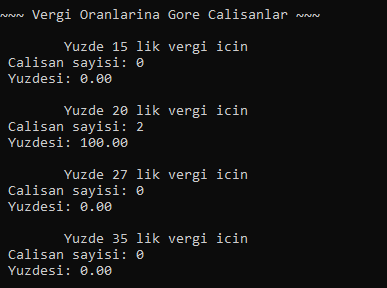 ~~~ Vergi Oranlarina Gore Calisanlar ~~~
Yuzde 15 lik vergi icin
Calisan sayisi: 0
Yuzdesi: 0.00
Yuzde 20 lik vergi icin
Calisan sayisi: 2
Yuzdesi: 100.00
Yuzde 27 lik vergi icin
Calisan sayisi: 0
Yuzdesi: 0.00
Yuzde 35 lik vergi icin
Calisan sayisi: 0
Yuzdesi: 0.00